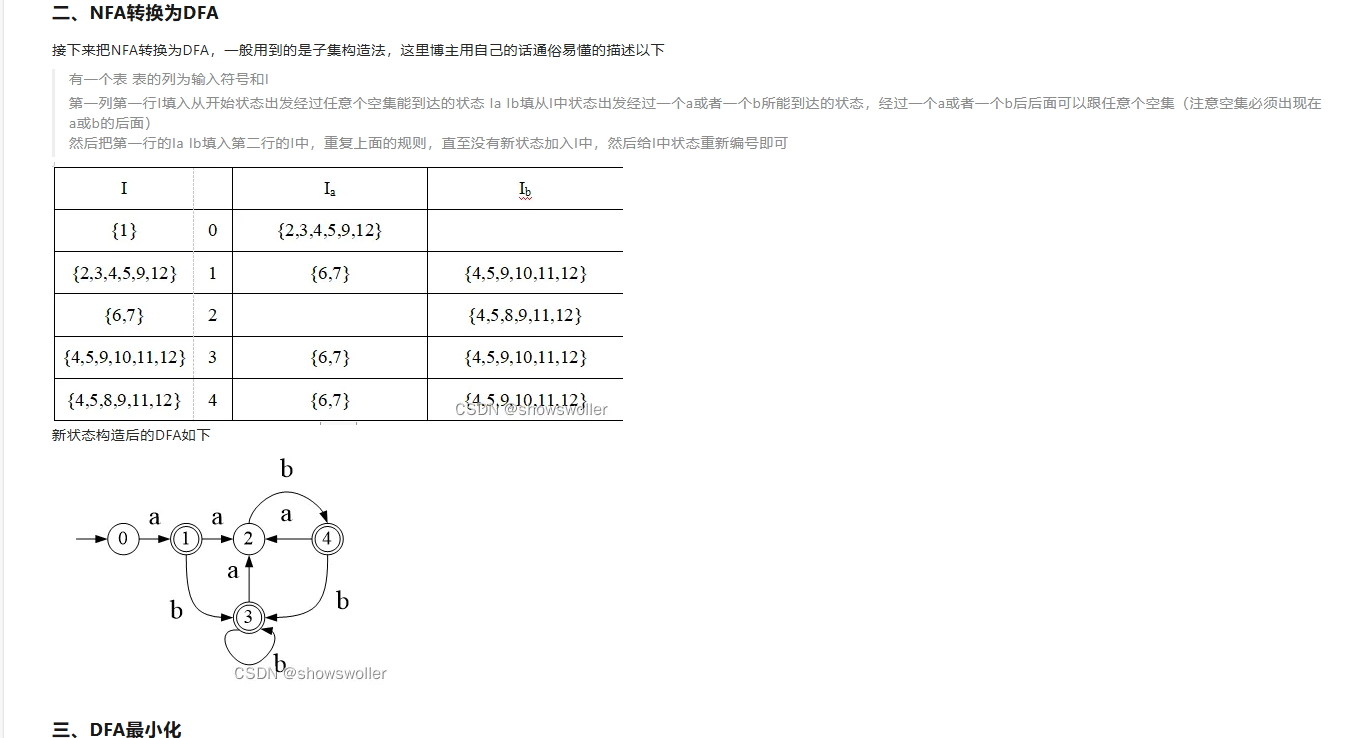 二、NFA转换为DFA
接下来把NFA转换为DFA，一般用到的是子集构造法，这里博主用自己的话通俗易懂的描述以下
有一个表 表的列为输入符号和I
第一列第一行I填入从开始状态出发经过任意个空集能到达的状态 Ia Ib填从I中状态出发经过一个a或者一个b所能到达的状态，经过一个a或者一个b后后面可以跟任意个空集（注意空集必须出现在
a或b的后面）
然后把第一行的Ia Ib填入第二行的I中，重复上面的规则，直至没有新状态加入I中，然后给I中状态重新编号即可
I Ia Ib
{1} 0 {2,3,4,5,9,12}
{2,3,4,5,9,12} 1 {6,7} {4,5,9,10,11,12}
{6,7} 2 {4,5,8,9,11,12}
{4,5,9,10,11,12} 3 {6,7} {4,5,9,10,11,12}
{4,5,8,9,11,12} 4 {6,7} {4,5,9,10,11,12}
CSDN @showswoller
新状态构造后的DFA如下
b
a a a
0 1 2 4
a
b b
3
b
CSDN @showswoller
三、DFA最小化